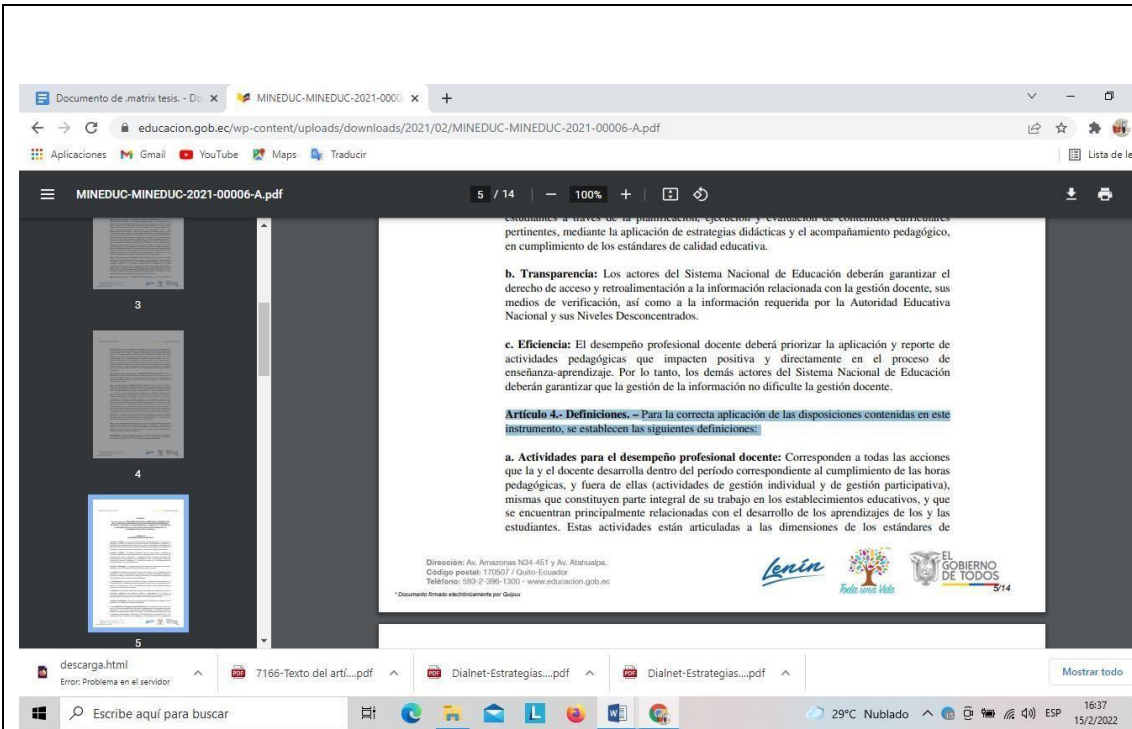 Documento de .matrix tesis. - Do
MINEDUC-MINEDUC-2021-0000
educacion.gob.ec/wp-content/uploads/downloads/2021/02/MINEDUC-MINEDUC-2021-00006-A.pdf
Aplicaciones Gmail YouTube Maps Traducir Lista de le
MINEDUC-MINEDUC-2021-00006-A.pdf 5 / 14 — 100% +
3
4
5
estudiantes a través de la planificación, ejecución y evaluación de contenidos curriculares
pertinentes, mediante la aplicación de estrategias didácticas y el acompañamiento pedagógico,
en cumplimiento de los estándares de calidad educativa.
b. Transparencia: Los actores del Sistema Nacional de Educación deberán garantizar el
derecho de acceso y retroalimentación a la información relacionada con la gestión docente, sus
medios de verificación, así como a la información requerida por la Autoridad Educativa
Nacional y sus Niveles Desconcentrados.
c. Eficiencia: El desempeño profesional docente deberá priorizar la aplicación y reporte de
actividades pedagógicas que impacten positiva y directamente en el proceso de
enseñanza-aprendizaje. Por lo tanto, los demás actores del Sistema Nacional de Educación
deberán garantizar que la gestión de la información no dificulte la gestión docente.
Artículo 4.- Definiciones. – Para la correcta aplicación de las disposiciones contenidas en este
instrumento, se establecen las siguientes definiciones:
a. Actividades para el desempeño profesional docente: Corresponden a todas las acciones
que la y el docente desarrolla dentro del período correspondiente al cumplimiento de las horas
pedagógicas, y fuera de ellas (actividades de gestión individual y de gestión participativa),
mismas que constituyen parte integral de su trabajo en los establecimientos educativos, y que
se encuentran principalmente relacionadas con el desarrollo de los aprendizajes de los y las
estudiantes. Estas actividades están articuladas a las dimensiones de los estándares de
Dirección: Av. Amazonas N34-451 y Av. Atahualpa.
Código postal: 170507 / Quito-Ecuador
Teléfono: 593-2-396-1300 - www.educacion.gob.ec
* Documento firmado electrónicamente por Quipux
Lenín
Toda una Vida
EL
GOBIERNO
DE TODOS
5/14
descarga.html
Error: Problema en el servidor
7166-Texto del artí....pdf
Dialnet-Estrategias....pdf
Dialnet-Estrategias....pdf
Mostrar todo
Escribe aquí para buscar
29°C Nublado
ESP
16:37
15/2/2022